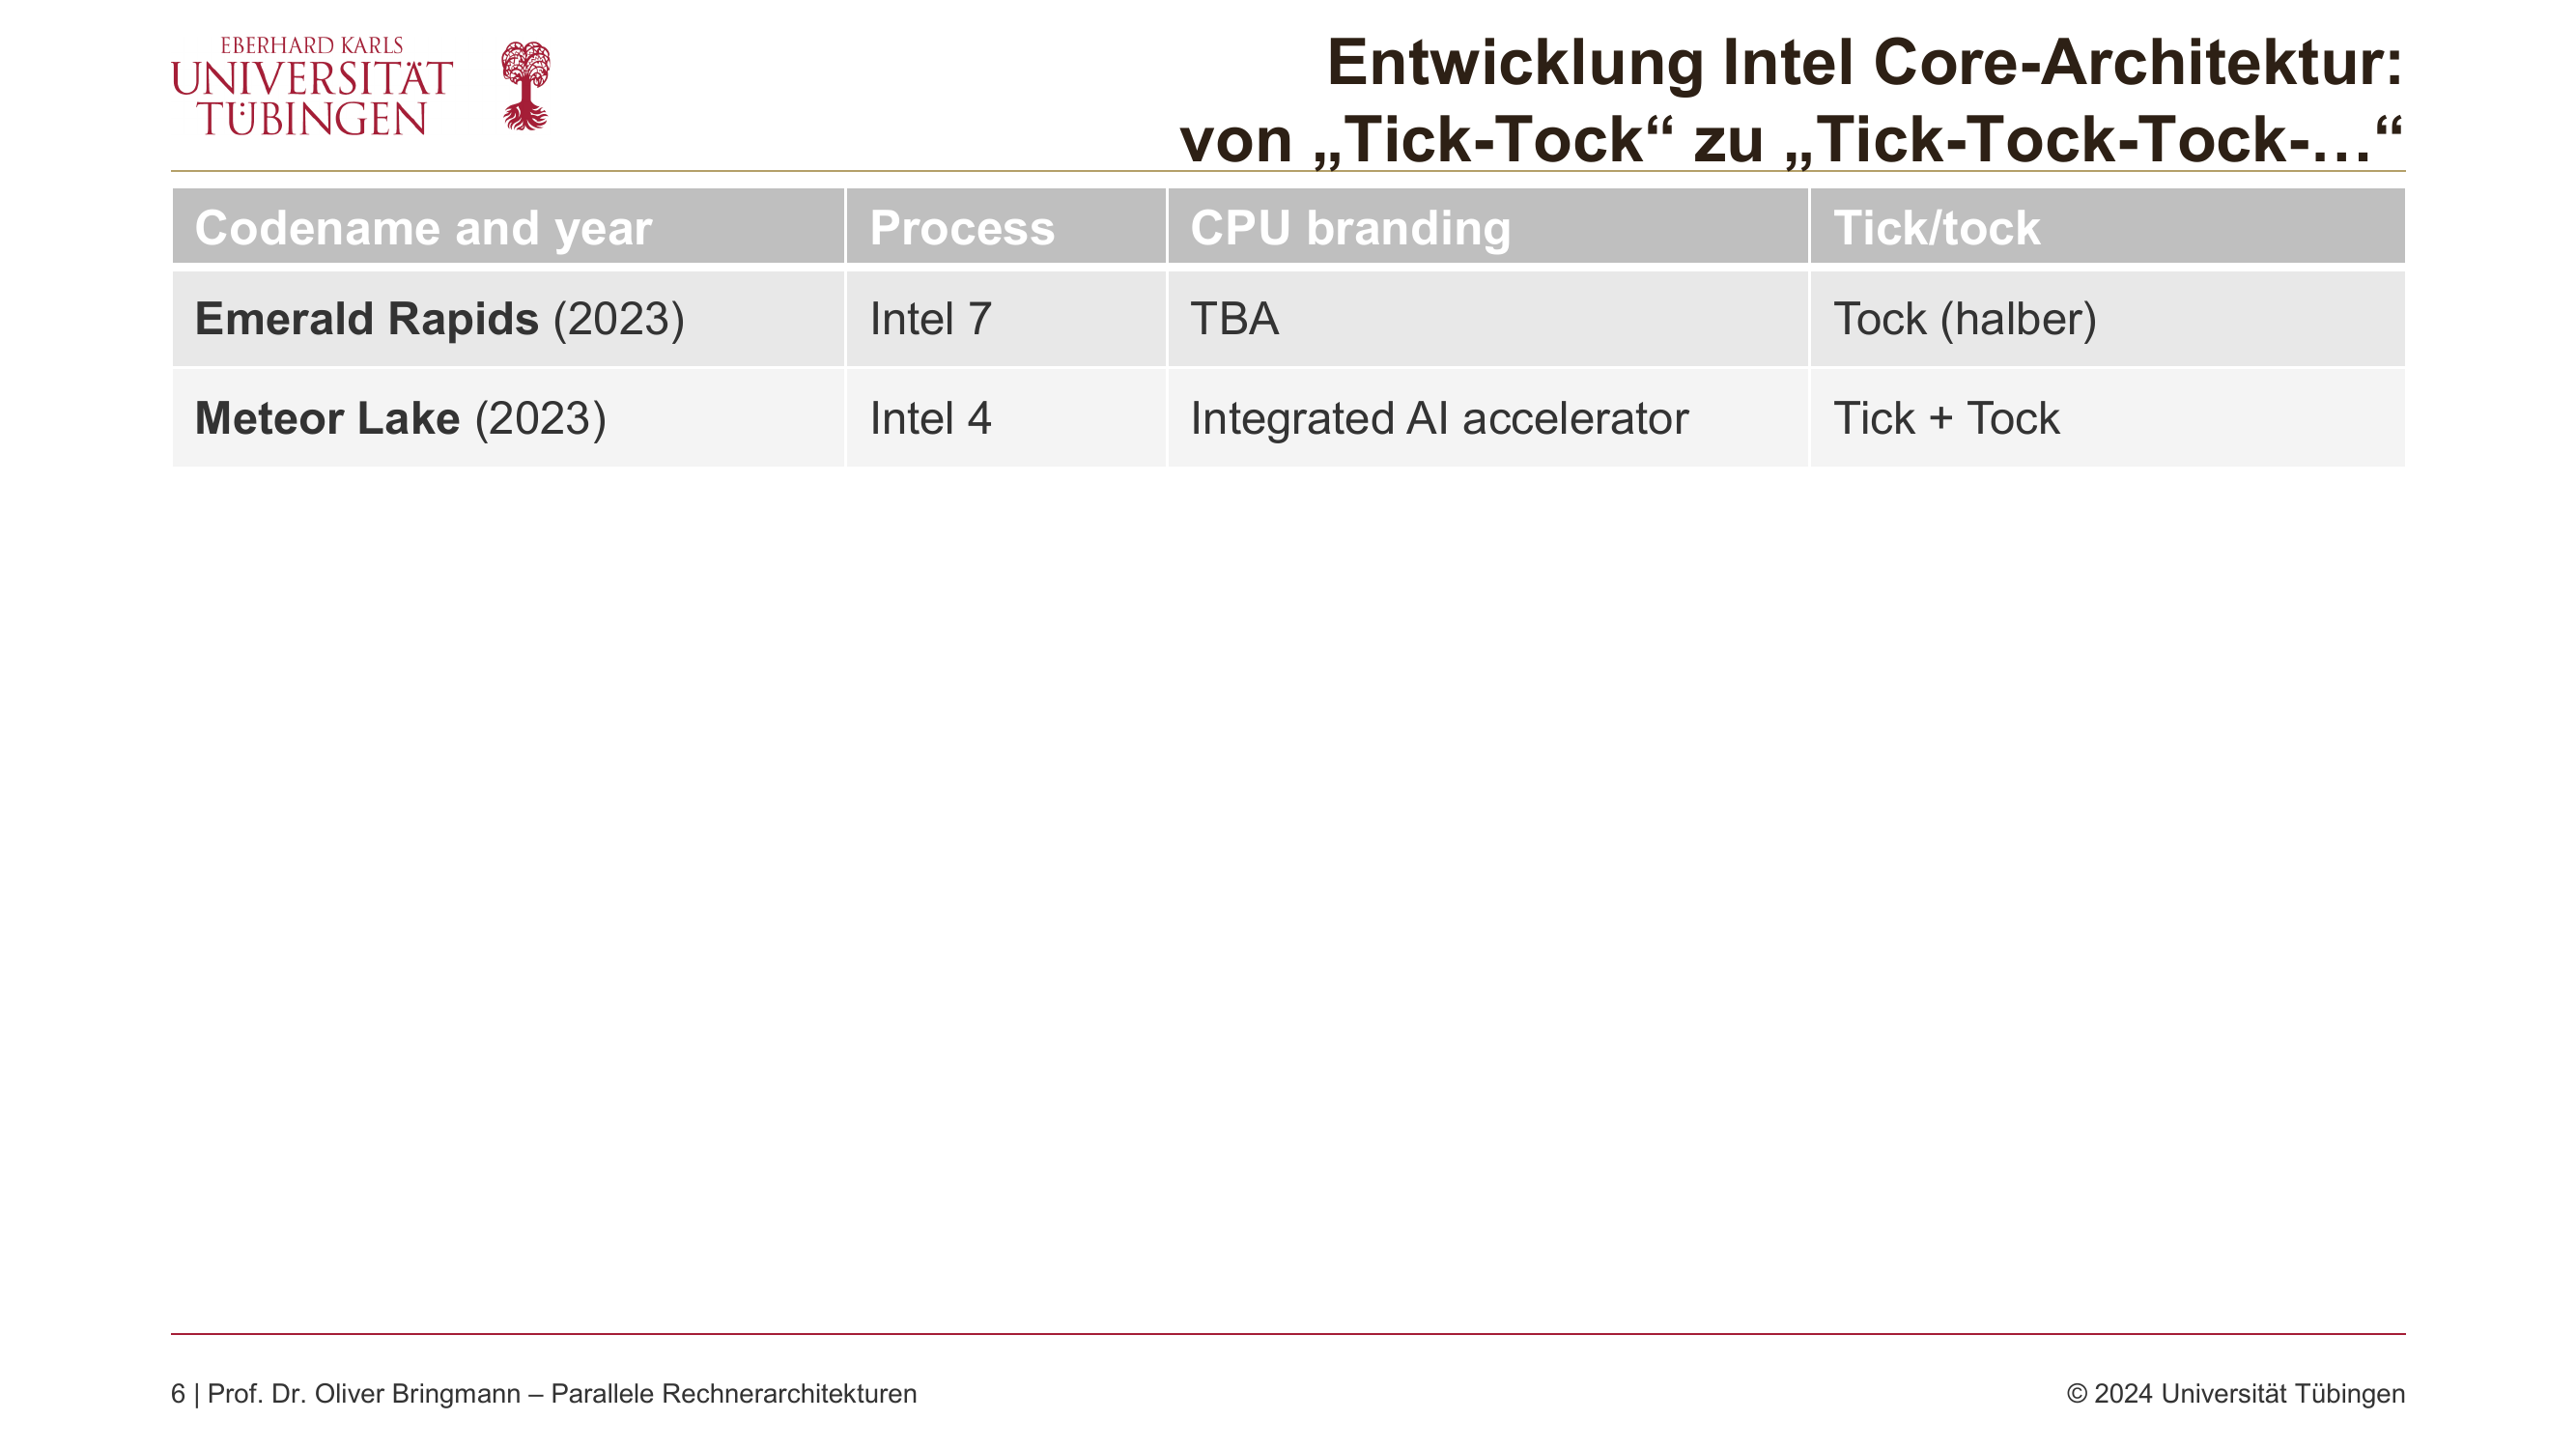 EBERHARD KARLS
UNIVERSITÄT
TÜBINGEN
Entwicklung Intel Core-Architektur:
von „Tick-Tock“ zu „Tick-Tock-Tock-…“
Codename and year Process CPU branding Tick/tock
Emerald Rapids (2023) Intel 7 TBA Tock (halber)
Meteor Lake (2023) Intel 4 Integrated AI accelerator Tick + Tock
6 | Prof. Dr. Oliver Bringmann – Parallele Rechnerarchitekturen © 2024 Universität Tübingen